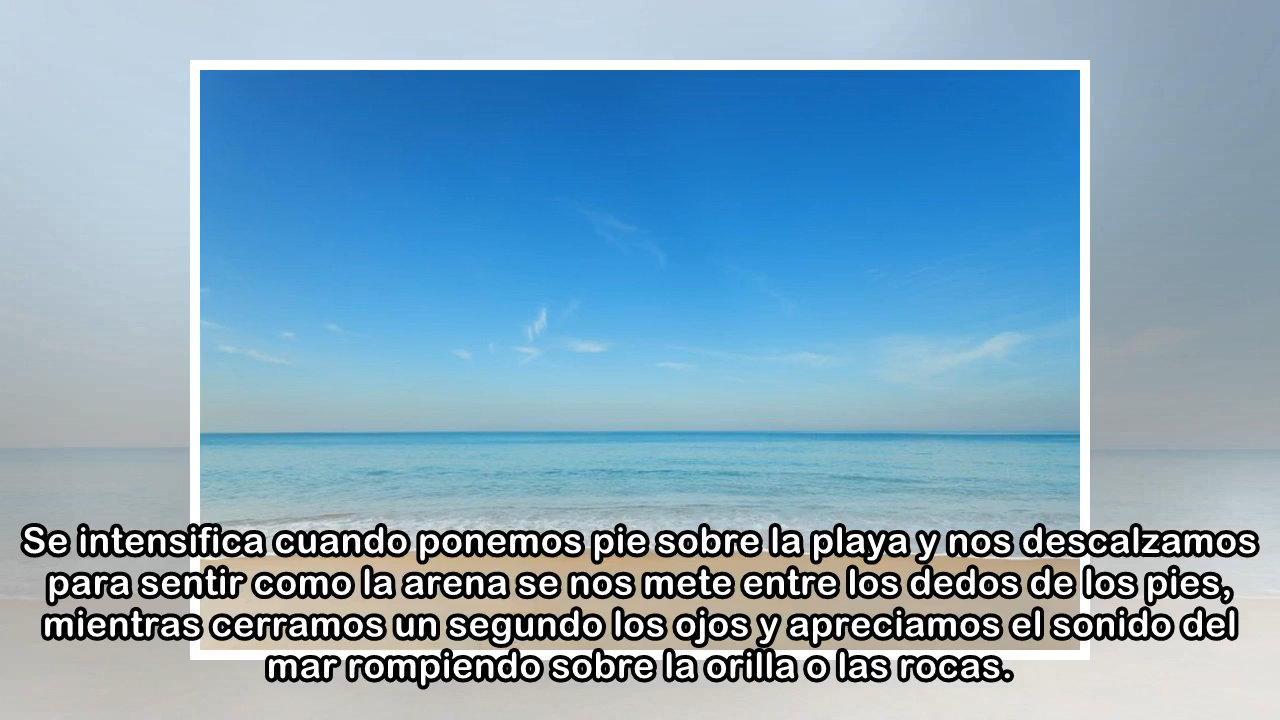 Se intensifica cuando ponemos pie sobre la playa y nos descalzamos
para sentir como la arena se nos mete entre los dedos de los pies,
mientras cerramos un segundo los ojos y apreciamos el sonido del
mar rompiendo sobre la orilla o las rocas.